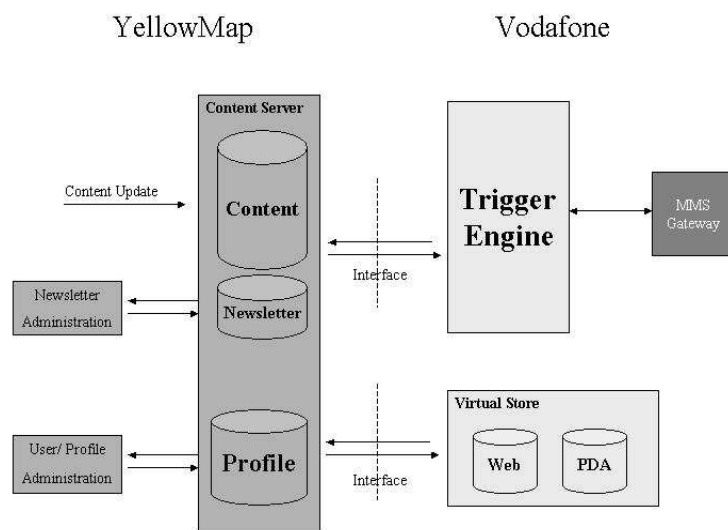 YellowMap
Vodafone
Content Server
Content Update
Content
Newsletter
Newsletter
Administration
Profile
User/ Profile
Administration
Interface
Interface
Trigger
Engine
MMS
Gateway
Virtual Store
Web
PDA